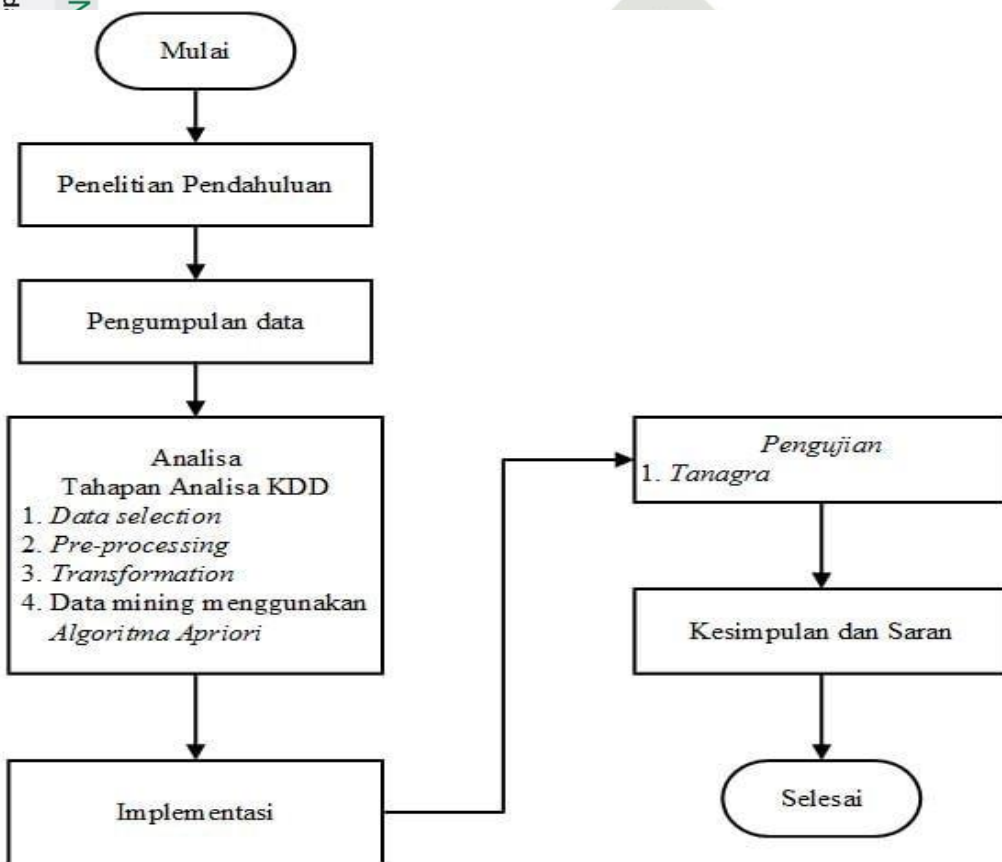 Mulai
Penelitian Pendahuluan
Pengumpulan data
Analisa
Tahapan Analisa KDD
1. Data selection
2. Pre-processing
3. Transformation
4. Data mining menggunakan
Algoritma Apriori
Implementasi
Pengujian
1. Tanagra
Kesimpulan dan Saran
Selesai